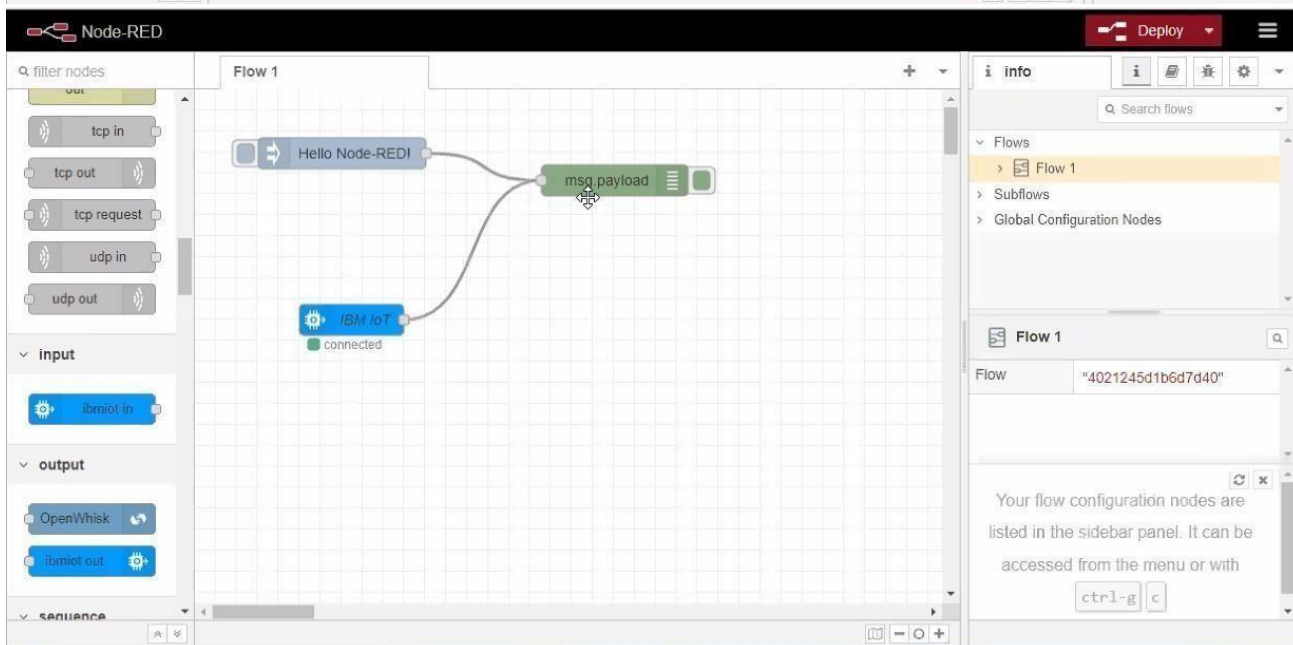 Node-RED
Deploy
filter nodes
Flow 1
info
i
Search flows
out
tcp in
tcp out
tcp request
udp in
udp out
input
ibmiot in
output
OpenWhisk
ibmiot out
sequence
Hello Node-RED!
msg.payload
IBM IoT
connected
Flows
Flow 1
Subflows
Global Configuration Nodes
Flow 1
Flow "4021245d1b6d7d40"
Your flow configuration nodes are
listed in the sidebar panel. It can be
accessed from the menu or with
ctrl-g c